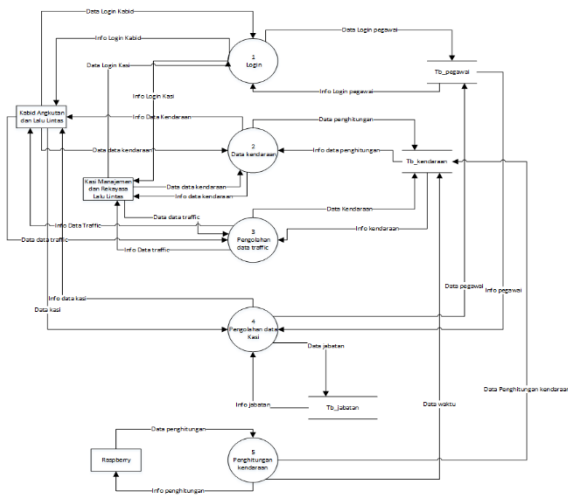 Data Login Kabid
Info Login Kabid
Data Login Kasi
Info Login Kasi
1
Login
Data Login pegawai
Tb_pegawai
Info Login pegawai
Kabid Angkutan
dan Lalu Lintas
Info Data Kendaraan
Data data kendaraan
2
Data kendaraan
Data penghitungan
Info data penghitungan
Tb_kendaraan
Kasi Manajeman
dan Rekayasa
Lalu Lintas
Data data kendaraan
Info data kendaraan
Data data traffic
Info Data Traffic
Data data traffic
Info Data traffic
3
Pengolahan
data traffic
Data Kendaraan
Info kendaraan
Info data kasi
Data kasi
4
Pengolahan data
Kasi
Data pegawai
Info pegawai
Data jabatan
Info jabatan
Tb_jabatan
Data waktu
Data Penghitungan kendaraan
Raspberry
Data penghitungan
Info penghitungan
5
Penghitungan
kendaraan